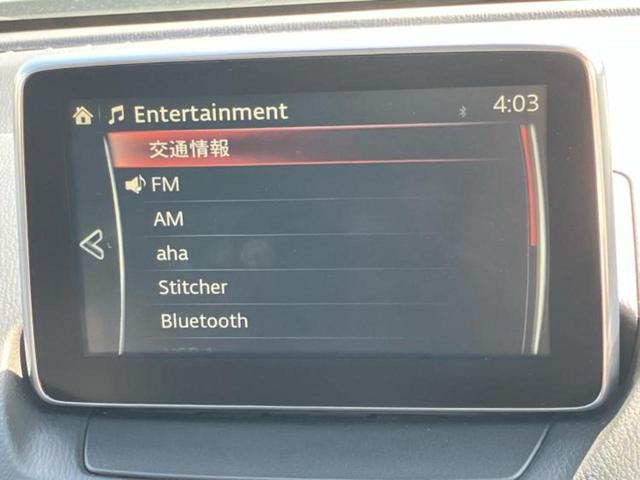 Entertainment 4:03
交通情報
FM
AM
aha
Stitcher
Bluetooth